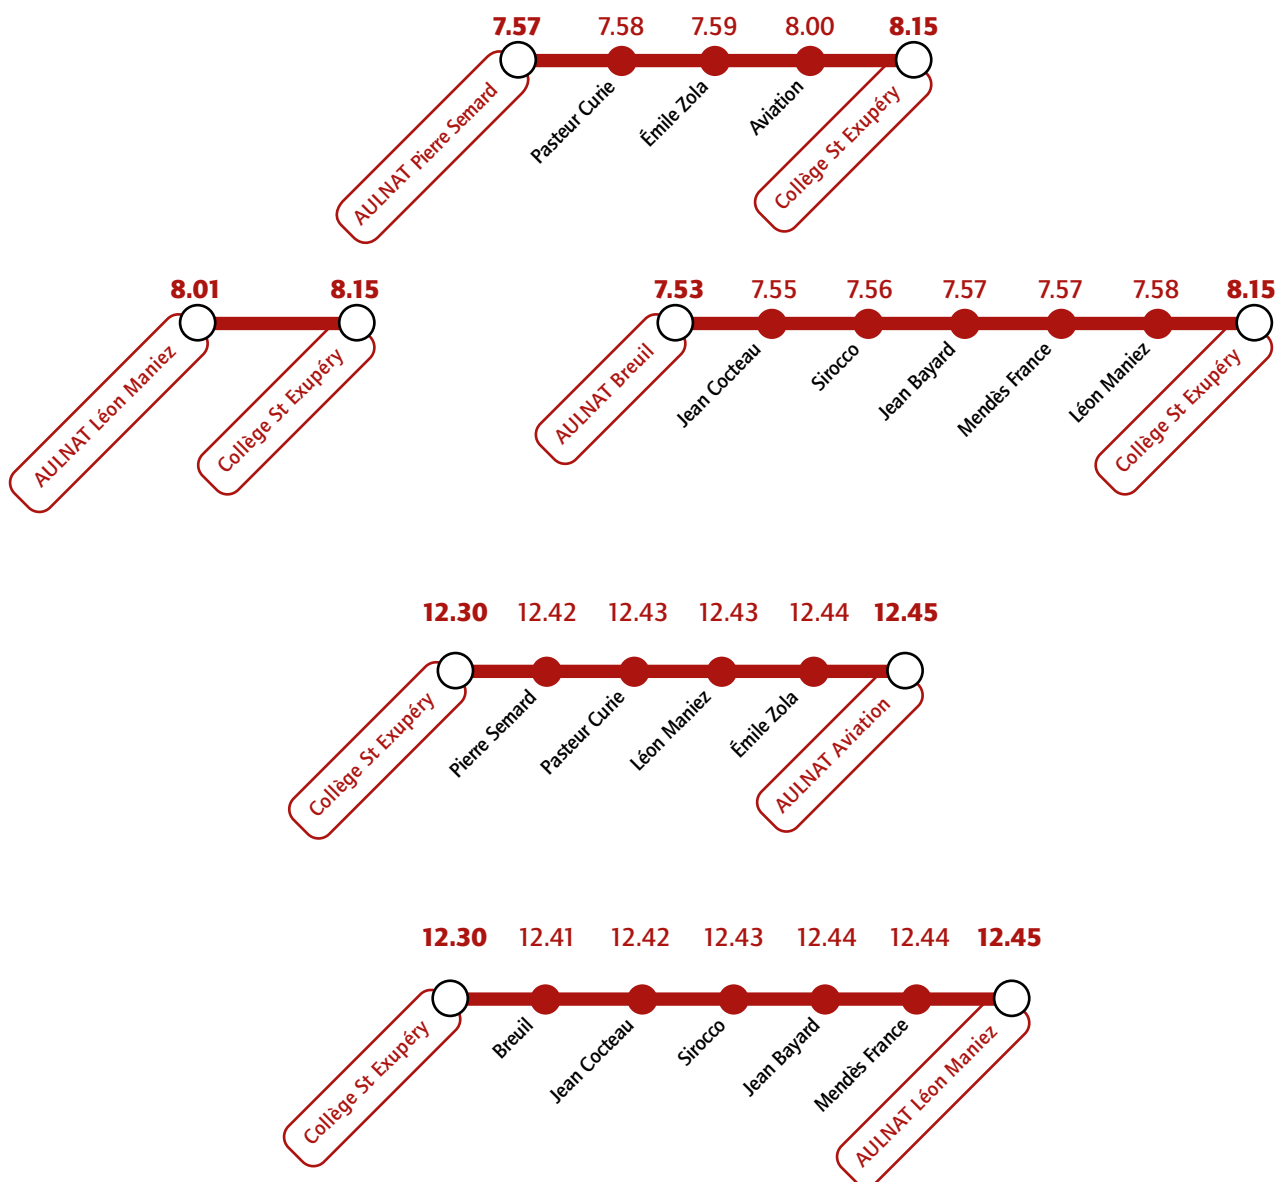 7.57 7.58 7.59 8.00 8.15
AULNAT Pierre Semard
Pasteur Curie
Émile Zola
Aviation
Collège St Exupéry
8.01 8.15
AULNAT Léon Maniez
Collège St Exupéry
7.53 7.55 7.56 7.57 7.57 7.58 8.15
AULNAT Breuil
Jean Cocteau
Sirocco
Jean Bayard
Mendès France
Léon Maniez
Collège St Exupéry
12.30 12.42 12.43 12.43 12.44 12.45
Collège St Exupéry
Pierre Semard
Pasteur Curie
Léon Maniez
Émile Zola
AULNAT Aviation
12.30 12.41 12.42 12.43 12.44 12.44 12.45
Collège St Exupéry
Breuil
Jean Cocteau
Sirocco
Jean Bayard
Mendès France
AULNAT Léon Maniez